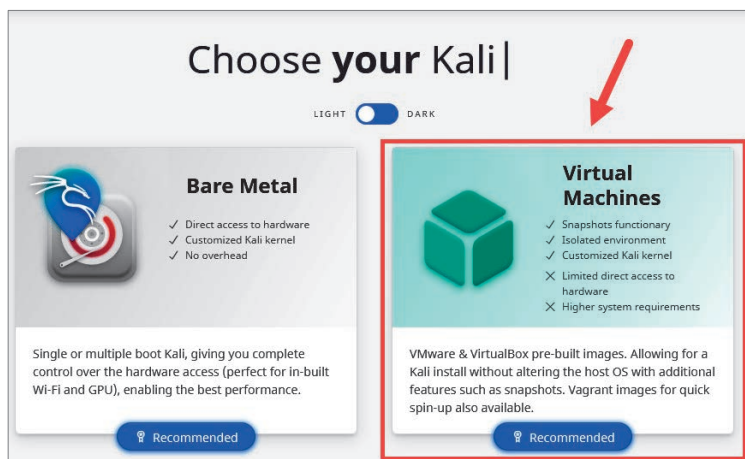 Choose your Kali
LIGHT DARK
Bare Metal
✓ Direct access to hardware
✓ Customized Kali kernel
✓ No overhead
Single or multiple boot Kali, giving you complete
control over the hardware access (perfect for in-built
Wi-Fi and GPU), enabling the best performance.
Recommended
Virtual
Machines
✓ Snapshots functionary
✓ Isolated environment
✓ Customized Kali kernel
✕ Limited direct access to
hardware
✕ Higher system requirements
VMware & VirtualBox pre-built images. Allowing for a
Kali install without altering the host OS with additional
features such as snapshots. Vagrant images for quick
spin-up also available.
Recommended